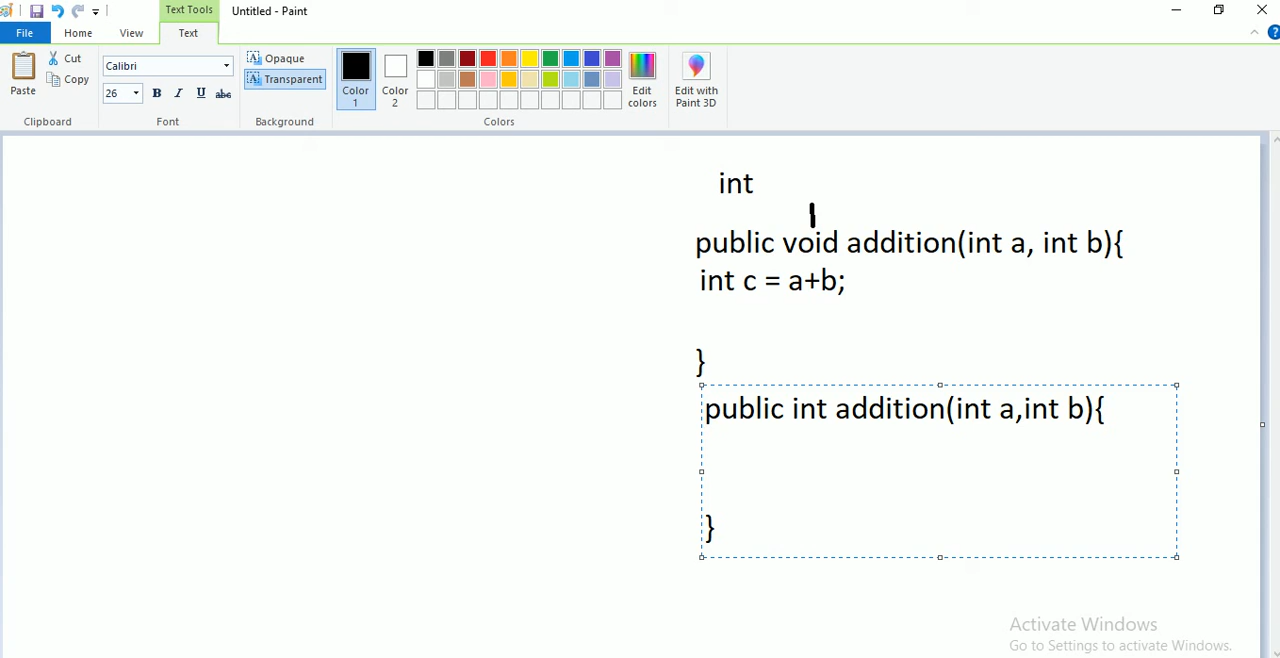 Text Tools
Untitled - Paint
File
Home
View
Text
Paste
Cut
Copy
Clipboard
Calibri
26
B I U abc
Font
A Opaque
A Transparent
Background
Color 1
Color 2
Edit colors
Colors
Edit with Paint 3D
int
public void addition(int a, int b){
int c = a+b;
}
public int addition(int a,int b){
}
Activate Windows
Go to Settings to activate Windows.